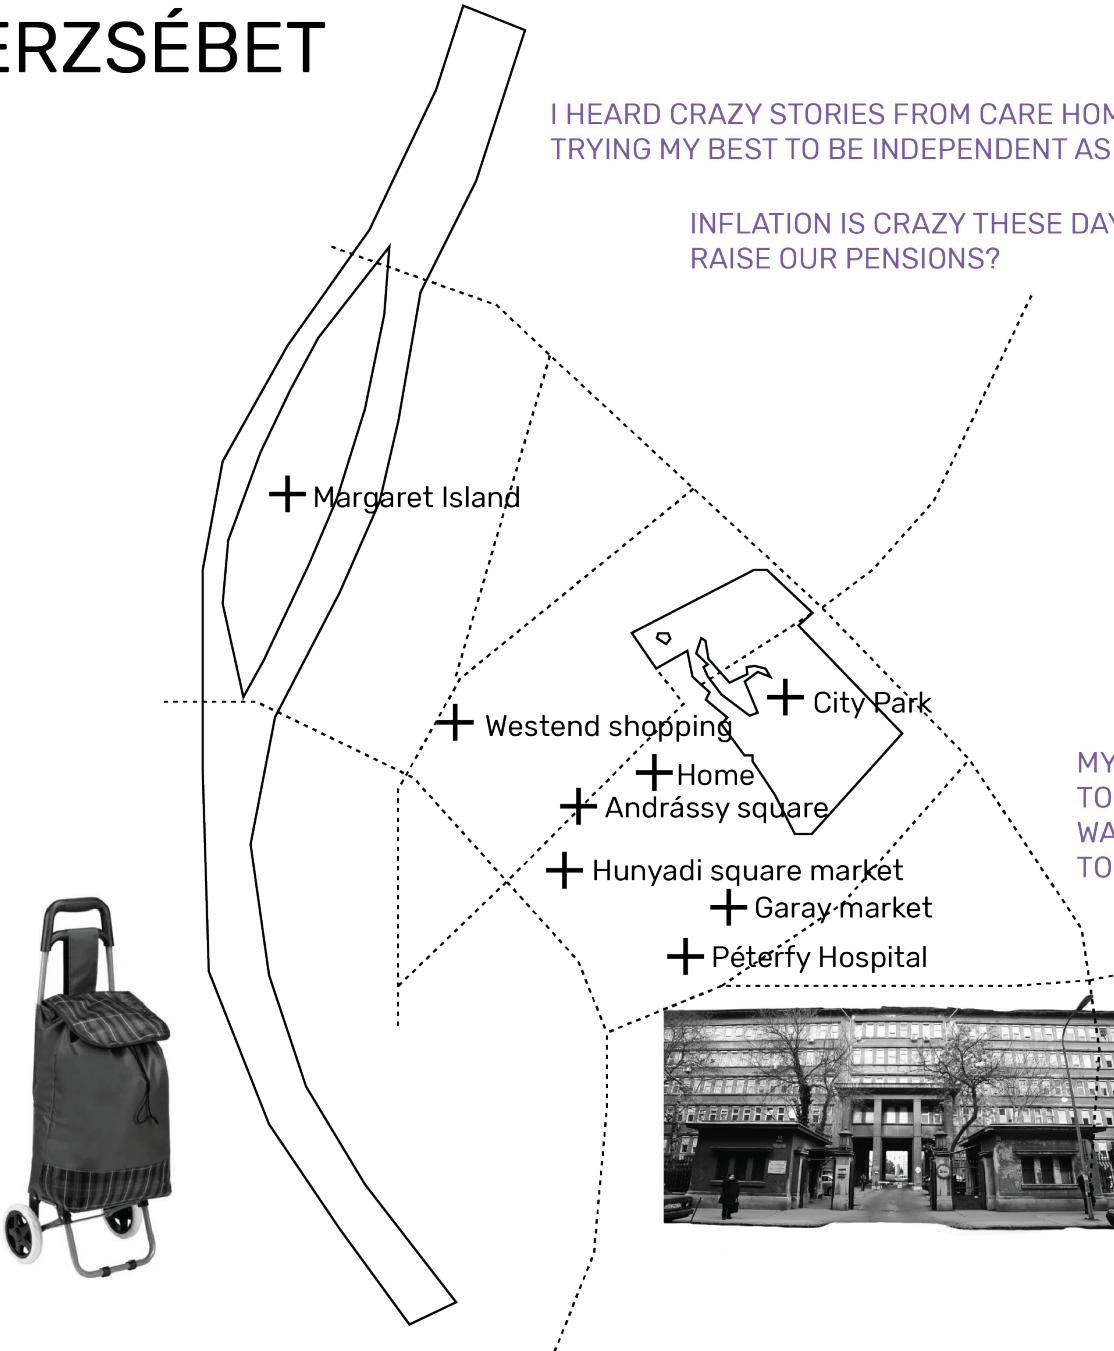 ERZSÉBET
I HEARD CRAZY STORIES FROM CARE HOM
TRYING MY BEST TO BE INDEPENDENT AS
INFLATION IS CRAZY THESE DAY
RAISE OUR PENSIONS?
Margaret Island
City Park
Westend shopping
Home
Andrássy square
Hunyadi square market
Garay market
Péterfy Hospital
MY
TO
WA
TO